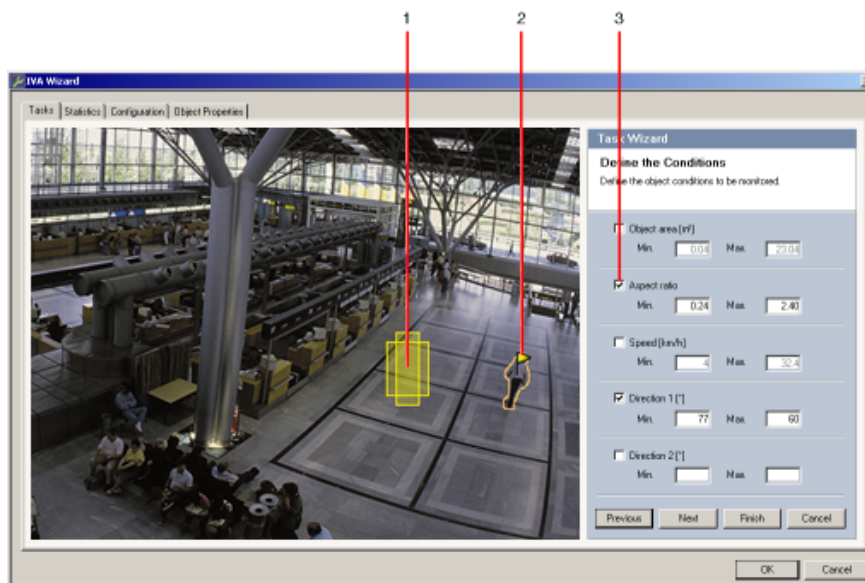 1 2 3
IVA Wizard
Tasks Statistics Configuration Object Properties
Task Wizard
Define the Conditions
Define the object conditions to be monitored.
Object area [m²]
Min. 0.04 Max. 23.04
Aspect ratio
Min. 0.24 Max. 2.40
Speed [km/h]
Min. 4 Max. 32.4
Direction 1 [°]
Min. 77 Max. 60
Direction 2 [°]
Min. Max.
Previous Next Finish Cancel
OK Cancel